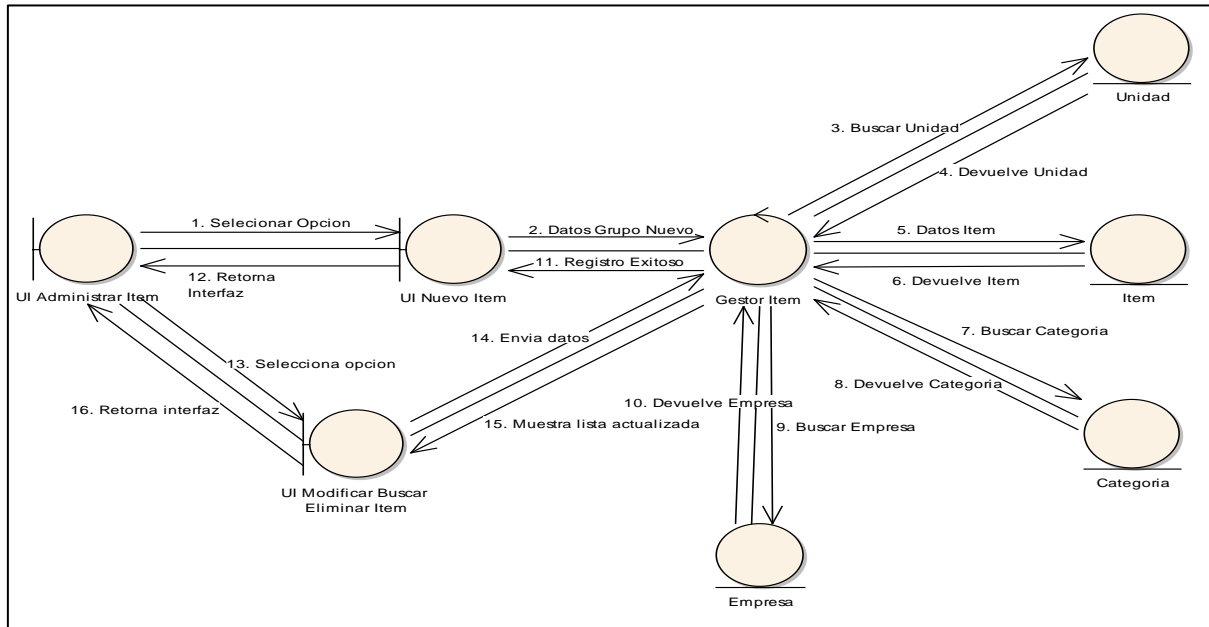 Unidad
3. Buscar Unidad
4. Devuelve Unidad
1. Selecionar Opcion
2. Datos Grupo Nuevo
5. Datos Item
11. Registro Exitoso
12. Retorna
Interfaz
6. Devuelve Item
UI Administrar Item
UI Nuevo Item
Gestor Item
Item
7. Buscar Categoria
14. Envia datos
13. Selecciona opcion
8. Devuelve Categoria
16. Retorna interfaz
10. Devuelve Empresa
15. Muestra lista actualizada
9. Buscar Empresa
Categoria
UI Modificar Buscar
Eliminar Item
Empresa